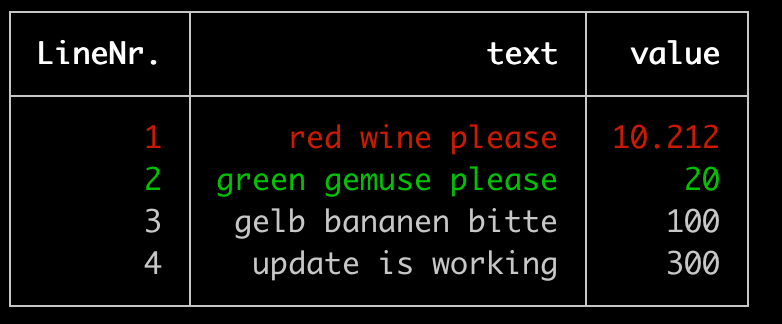 LineNr. text value
1 red wine please 10.212
2 green gemuse please 20
3 gelb bananen bitte 100
4 update is working 300